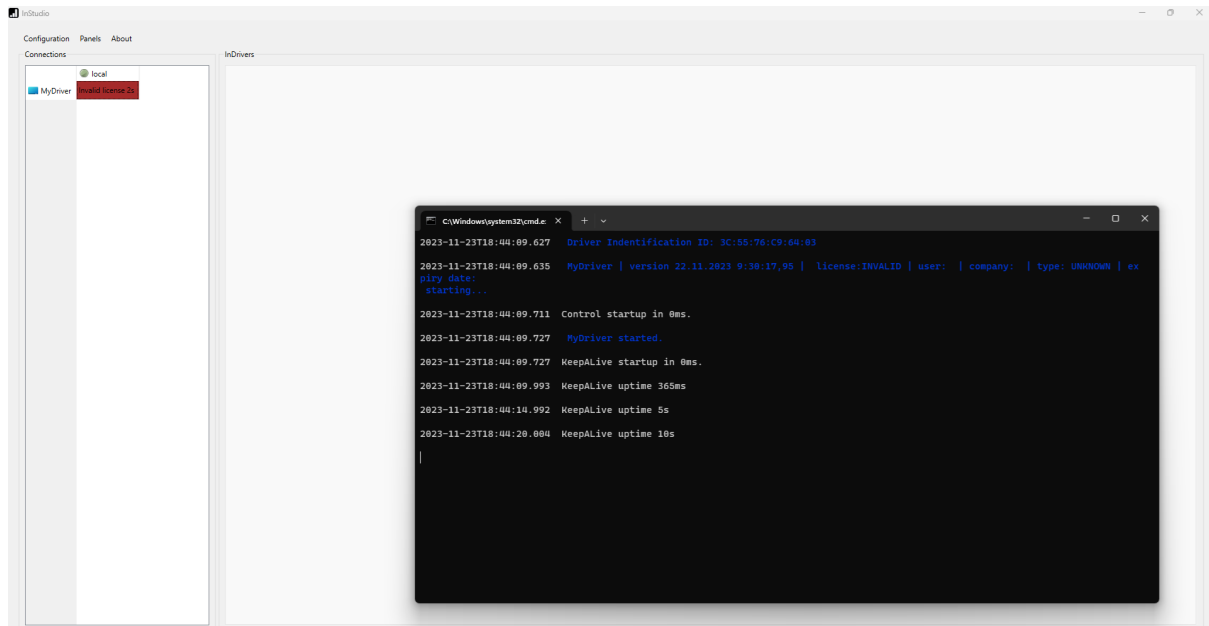 InStudio
Configuration Panels About
Connections
InDrivers
local
MyDriver Invalid license 2s
C:\Windows\system32\cmd.e:
2023-11-23T18:44:09.627 Driver Indentification ID: 3C:55:76:C9:64:03
2023-11-23T18:44:09.635 MyDriver | version 22.11.2023 9:30:17,95 | license:INVALID | user: | company: | type: UNKNOWN | ex
piry date:
starting...
2023-11-23T18:44:09.711 Control startup in 0ms.
2023-11-23T18:44:09.727 MyDriver started.
2023-11-23T18:44:09.727 KeepALive startup in 0ms.
2023-11-23T18:44:09.993 KeepALive uptime 365ms
2023-11-23T18:44:14.992 KeepALive uptime 5s
2023-11-23T18:44:20.004 KeepALive uptime 10s